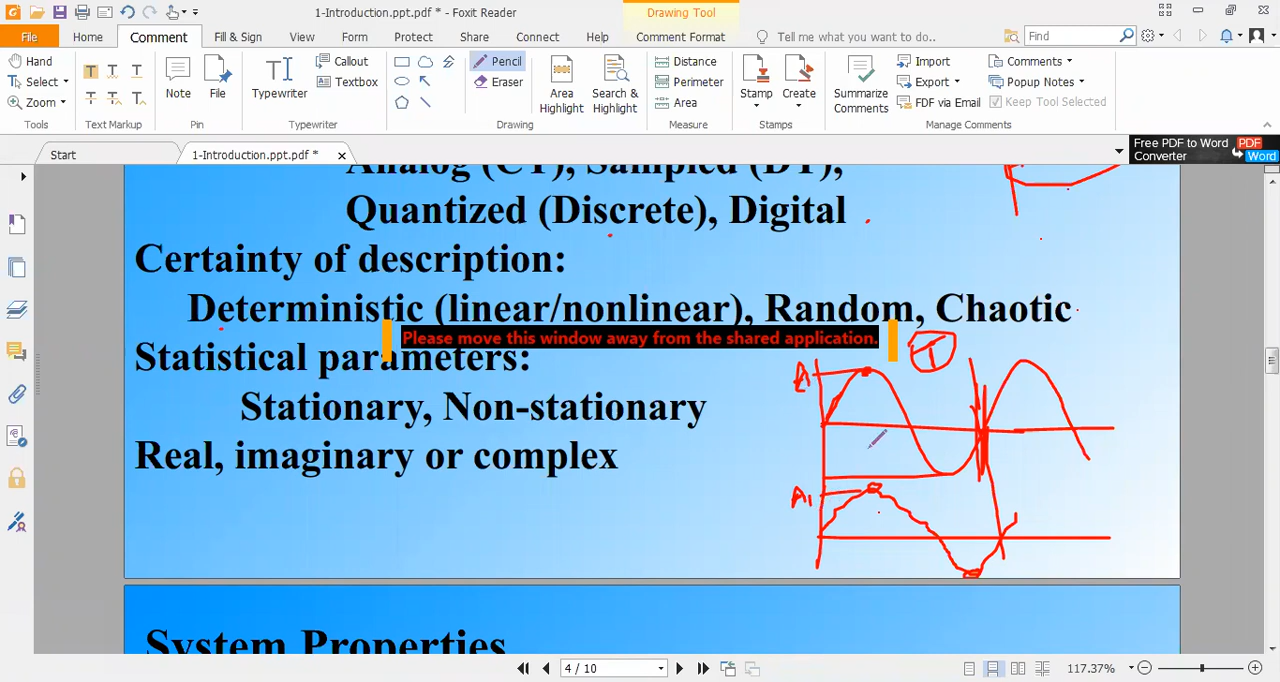 1-Introduction.ppt.pdf * - Foxit Reader
Drawing Tool
File
Home
Comment
Fill & Sign
View
Form
Protect
Share
Connect
Help
Comment Format
Tell me what you want to do..
Find
Hand
Select
Zoom
Tools
T T T
T T T
Text Markup
Note
File
Pin
Typewriter
Callout
Textbox
Typewriter
Pencil
Eraser
Area Highlight
Search & Highlight
Drawing
Distance
Perimeter
Area
Measure
Stamp
Create
Stamps
Summarize Comments
Import
Export
FDF via Email
Comments
Popup Notes
Keep Tool Selected
Manage Comments
Start
1-Introduction.ppt.pdf *
Free PDF to Word Converter
PDF
Word
Analog (CT), Sampled (DT),
Quantized (Discrete), Digital
Certainty of description:
Deterministic (linear/nonlinear), Random, Chaotic
Please move this window away from the shared application.
Statistical parameters:
T
A
Stationary, Non-stationary
Real, imaginary or complex
A1
System Properties
4 / 10
117.37%